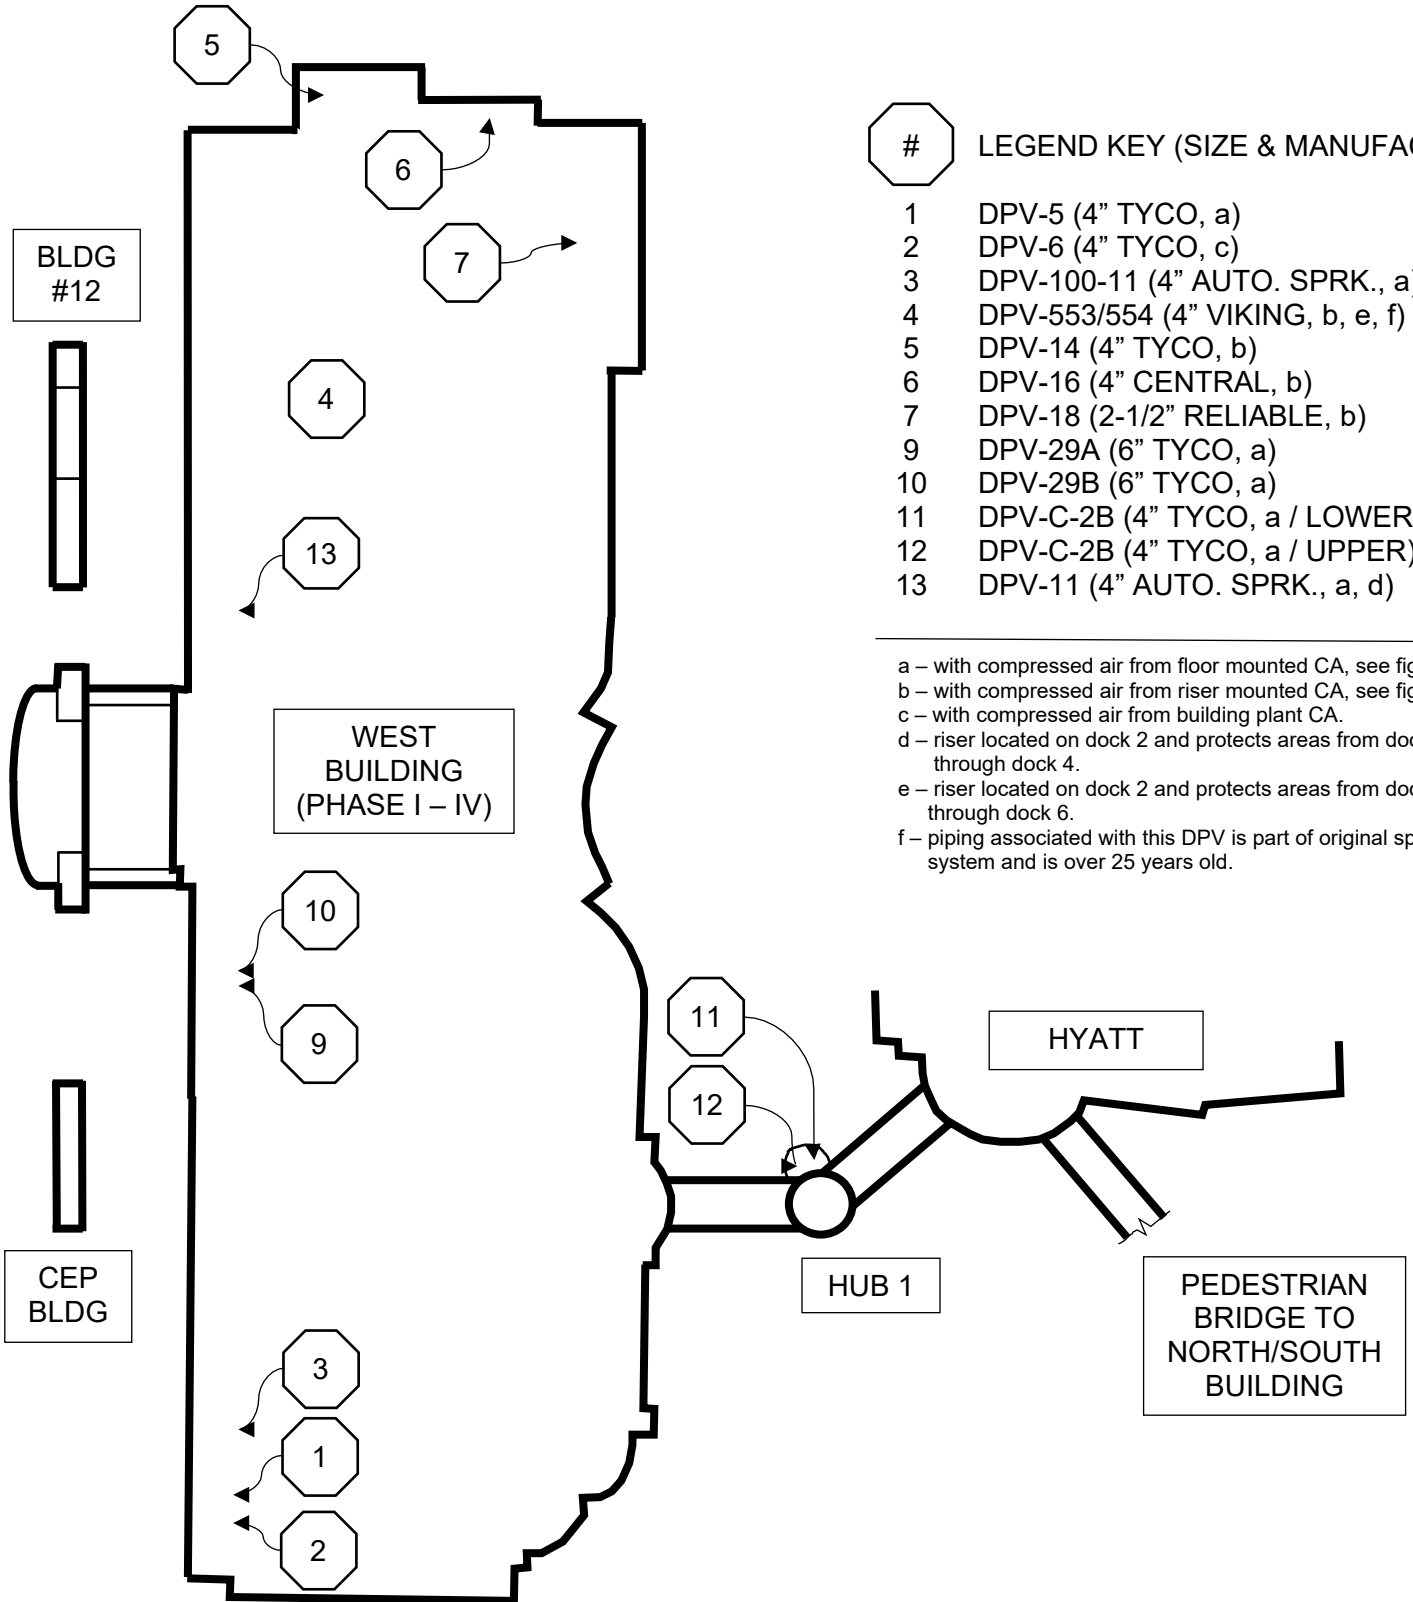 5
6
7
BLDG
#12
4
13
WEST
BUILDING
(PHASE I – IV)
10
9
11
12
HYATT
HUB 1
CEP
BLDG
3
1
2
PEDESTRIAN
BRIDGE TO
NORTH/SOUTH
BUILDING
# LEGEND KEY (SIZE & MANUFAC
1 DPV-5 (4” TYCO, a)
2 DPV-6 (4” TYCO, c)
3 DPV-100-11 (4” AUTO. SPRK., a)
4 DPV-553/554 (4” VIKING, b, e, f)
5 DPV-14 (4” TYCO, b)
6 DPV-16 (4” CENTRAL, b)
7 DPV-18 (2-1/2” RELIABLE, b)
9 DPV-29A (6” TYCO, a)
10 DPV-29B (6” TYCO, a)
11 DPV-C-2B (4” TYCO, a / LOWER
12 DPV-C-2B (4” TYCO, a / UPPER)
13 DPV-11 (4” AUTO. SPRK., a, d)
a – with compressed air from floor mounted CA, see fig
b – with compressed air from riser mounted CA, see fig
c – with compressed air from building plant CA.
d – riser located on dock 2 and protects areas from doc
through dock 4.
e – riser located on dock 2 and protects areas from doc
through dock 6.
f – piping associated with this DPV is part of original sp
system and is over 25 years old.